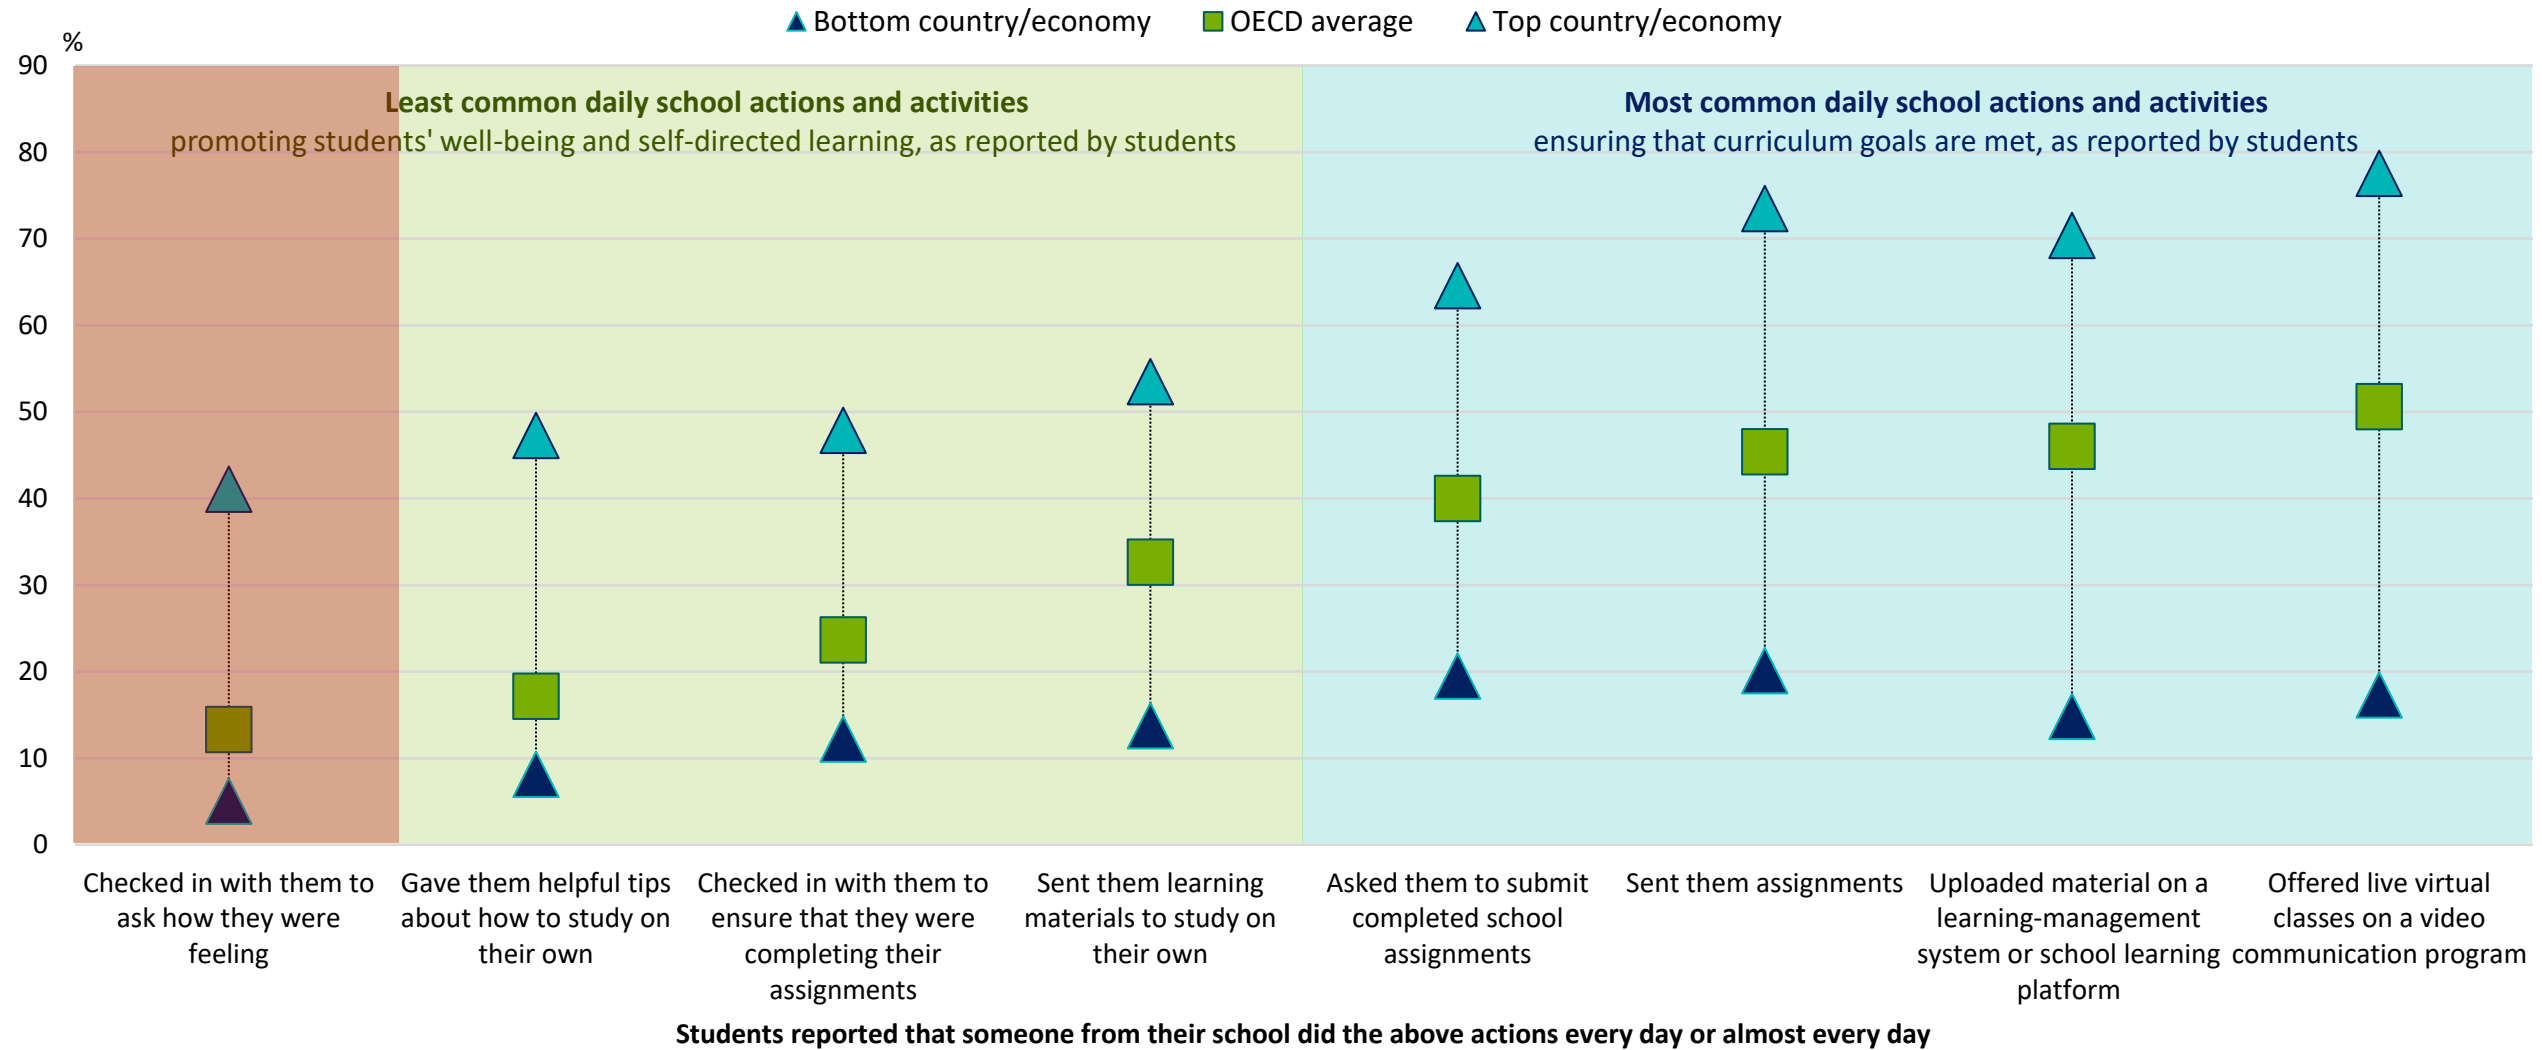 Bottom country/economy OECD average Top country/economy
%
90
80
70
60
50
40
30
20
10
0
Least common daily school actions and activities
promoting students' well-being and self-directed learning, as reported by students
Most common daily school actions and activities
ensuring that curriculum goals are met, as reported by students
Checked in with them to
ask how they were
feeling
Gave them helpful tips
about how to study on
their own
Checked in with them to
ensure that they were
completing their
assignments
Sent them learning
materials to study on
their own
Asked them to submit
completed school
assignments
Sent them assignments
Uploaded material on a
learning-management
system or school learning
platform
Offered live virtual
classes on a video
communication program
Students reported that someone from their school did the above actions every day or almost every day